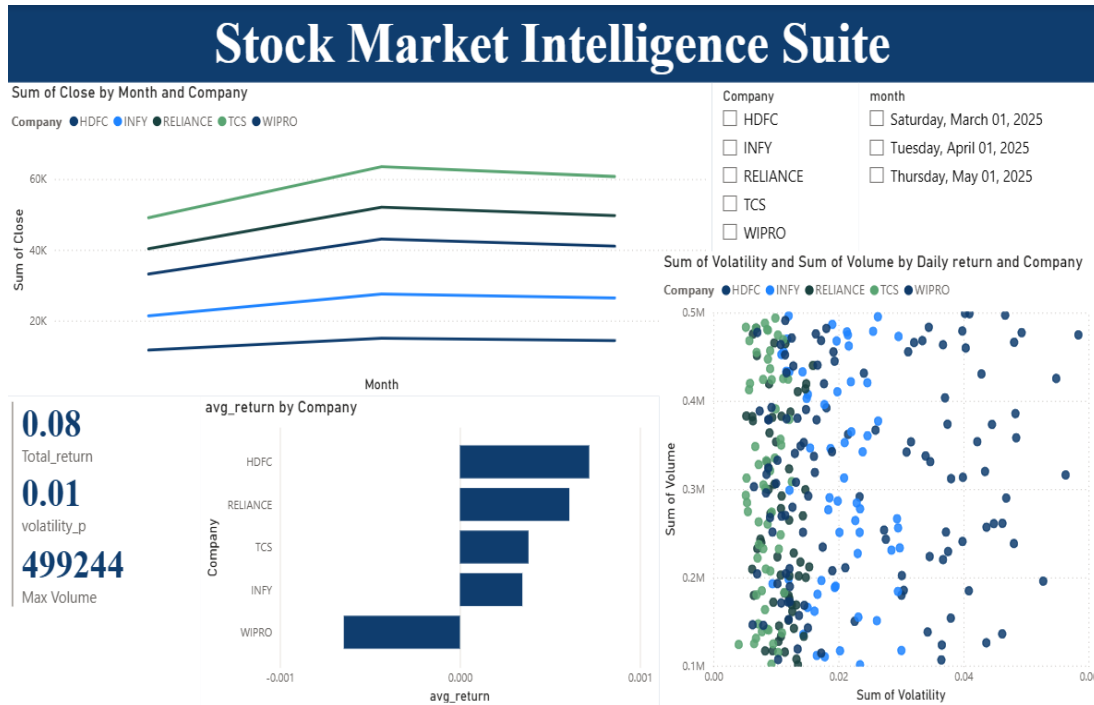 Stock Market Intelligence Suite
Sum of Close by Month and Company
Company HDFC INFY RELIANCE TCS WIPRO
60K
40K
20K
Sum of Close
Month
Company
HDFC
INFY
RELIANCE
TCS
WIPRO
month
Saturday, March 01, 2025
Tuesday, April 01, 2025
Thursday, May 01, 2025
0.08
Total_return
0.01
volatility_p
499244
Max Volume
avg_return by Company
Company
HDFC
RELIANCE
TCS
INFY
WIPRO
-0.001
0.000
0.001
avg_return
Sum of Volatility and Sum of Volume by Daily return and Company
Company HDFC INFY RELIANCE TCS WIPRO
0.5M
0.4M
0.3M
0.2M
0.1M
Sum of Volume
0.00
0.02
0.04
Sum of Volatility